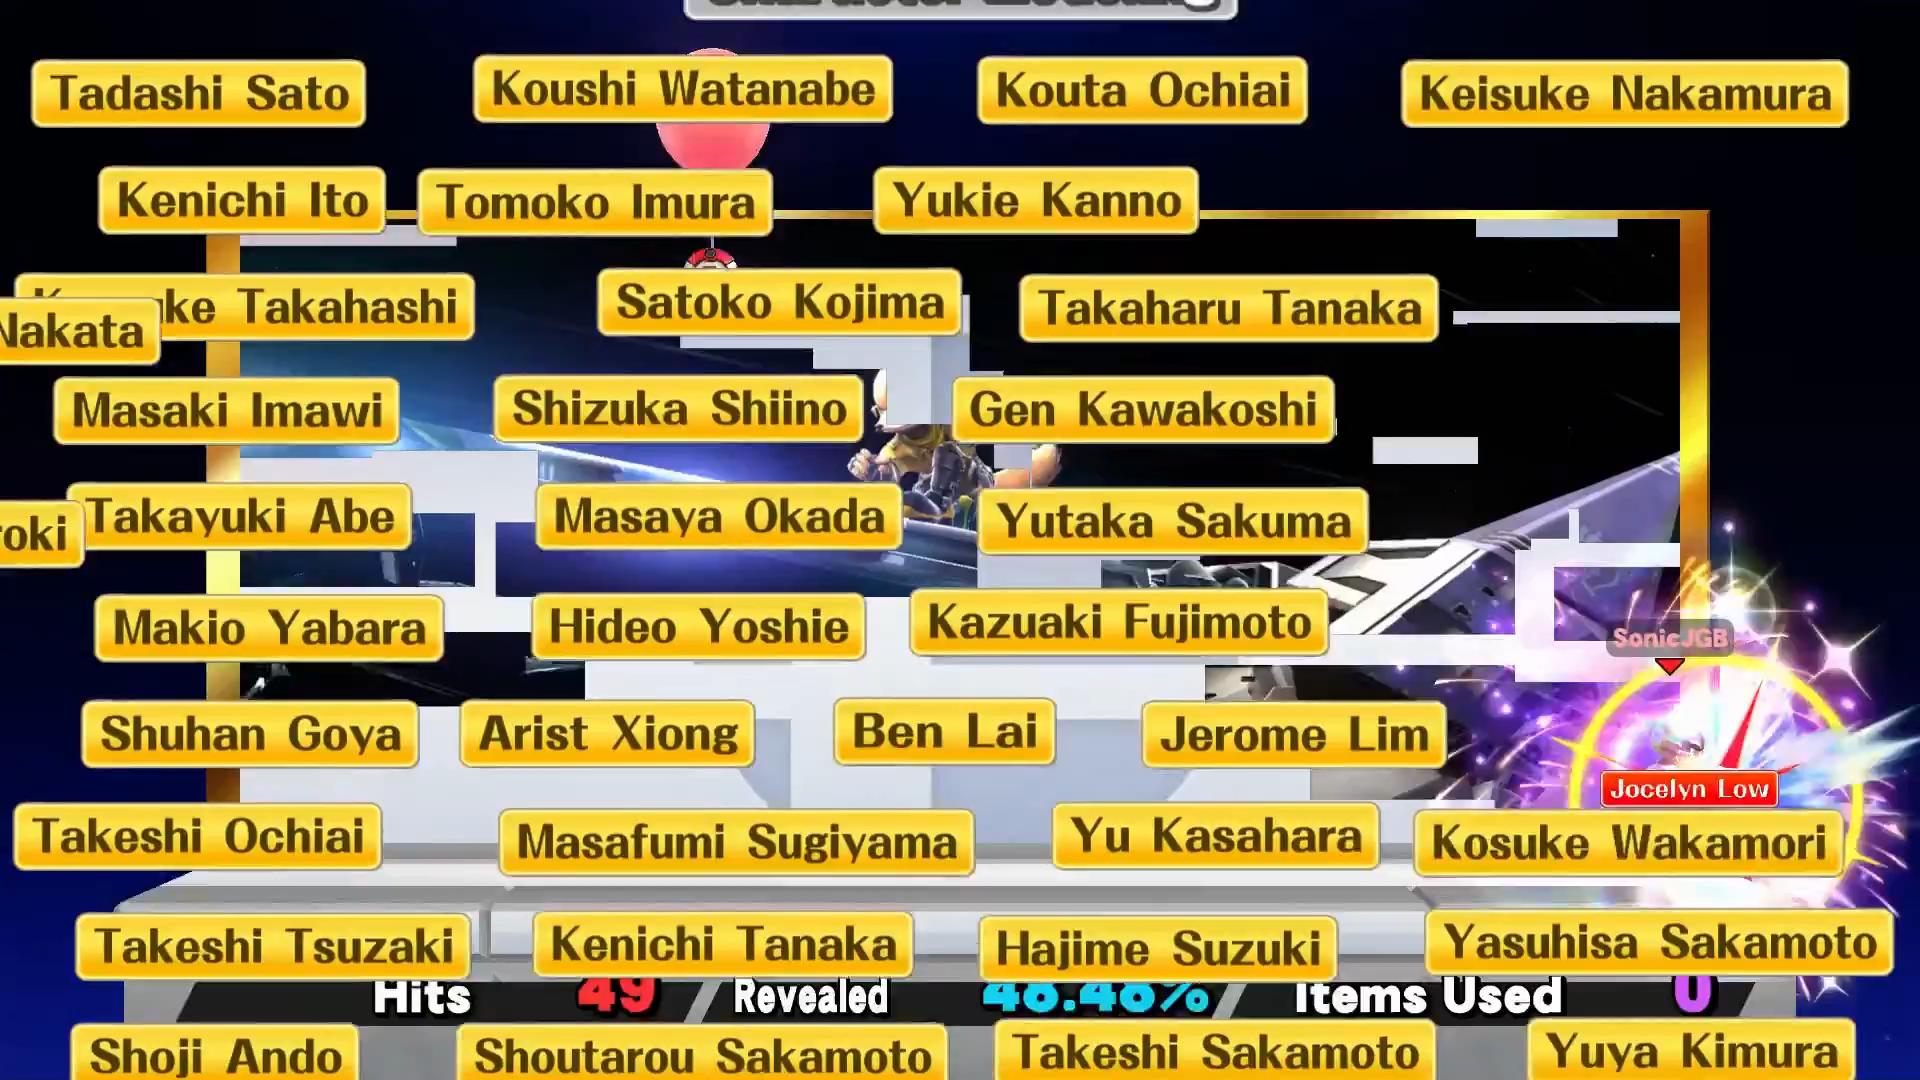 Tadashi Sato
Koushi Watanabe
Kouta Ochiai
Keisuke Nakamura
Kenichi Ito
Tomoko Imura
Yukie Kanno
Takahashi
Satoko Kojima
Takaharu Tanaka
Nakata
Masaki Imawi
Shizuka Shiino
Gen Kawakoshi
Takayuki Abe
Masaya Okada
Yutaka Sakuma
Makio Yabara
Hideo Yoshie
Kazuaki Fujimoto
SonicJGB
Shuhan Goya
Arist Xiong
Ben Lai
Jerome Lim
Jocelyn Low
Takeshi Ochiai
Masafumi Sugiyama
Yu Kasahara
Kosuke Wakamori
Takeshi Tsuzaki
Kenichi Tanaka
Hajime Suzuki
Yasuhisa Sakamoto
Hits 49 Revealed 48.48% Items Used 0
Shoji Ando
Shoutarou Sakamoto
Takeshi Sakamoto
Yuya Kimura